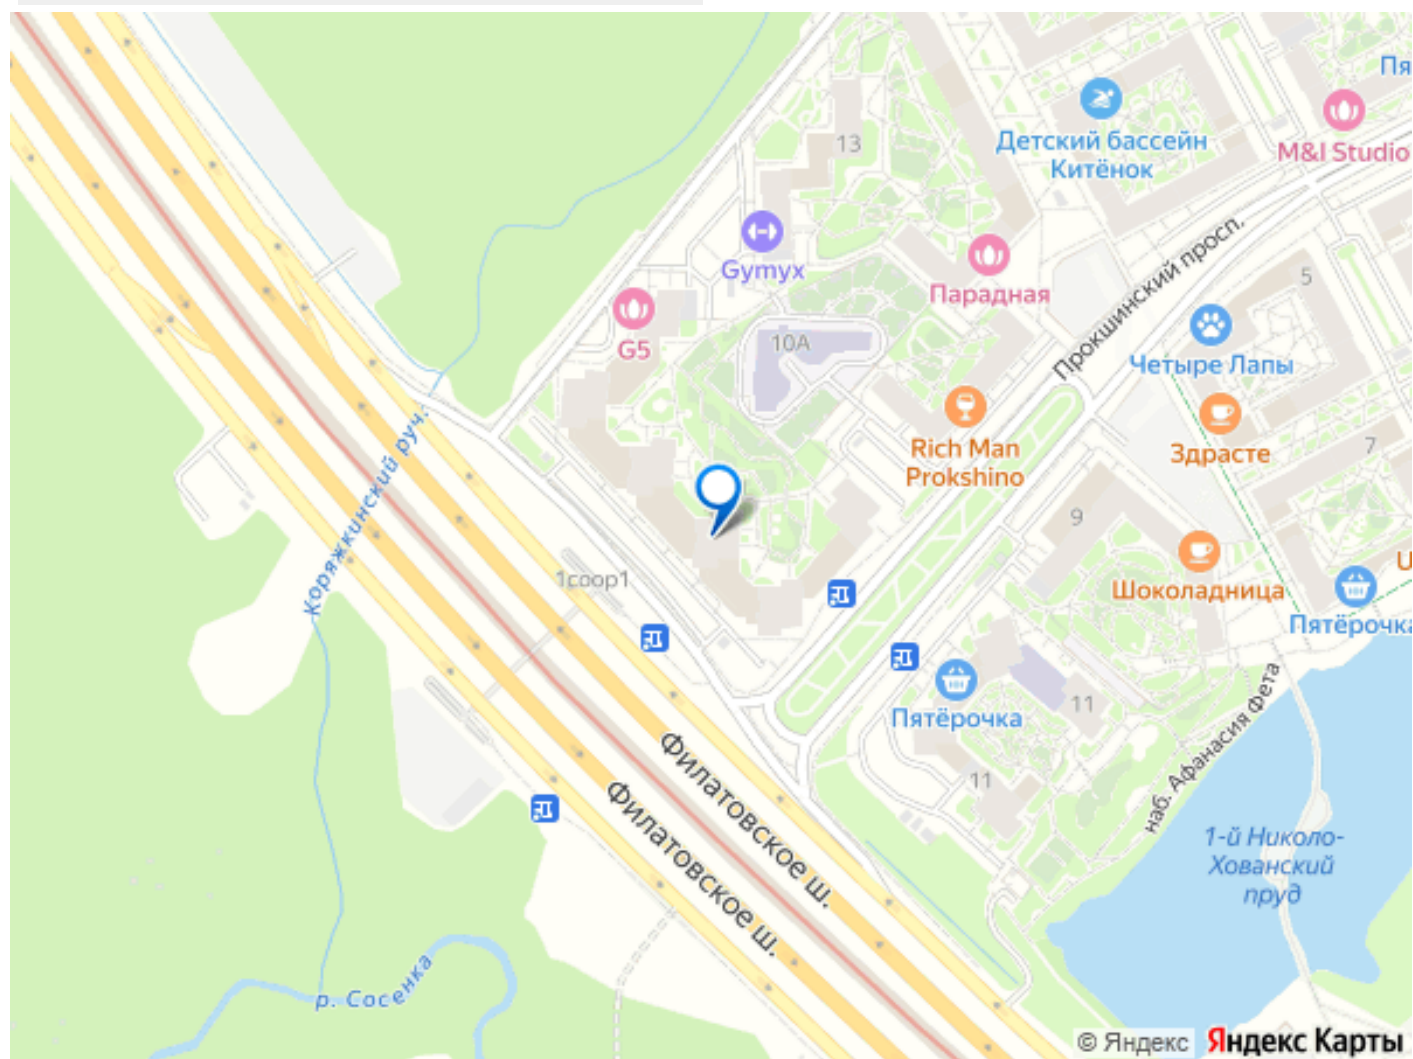 Пя
13
Детский бассейн
Китёнок
M&I Studio
Gymyx
Парадная
Прокшинский просп.
5
G5
10А
Четыре Лапы
Rich Man
Prokshino
Здрасте
7
Коряжкинский руч.
9
1соор1
Шоколадница
U
Пятёрочка
Пятёрочка
11
наб. Афанасия Фета
11
Филатовское ш.
Филатовское ш.
1-й Николо-
Хованский
пруд
р. Сосенка
© Яндекс Яндекс Карты